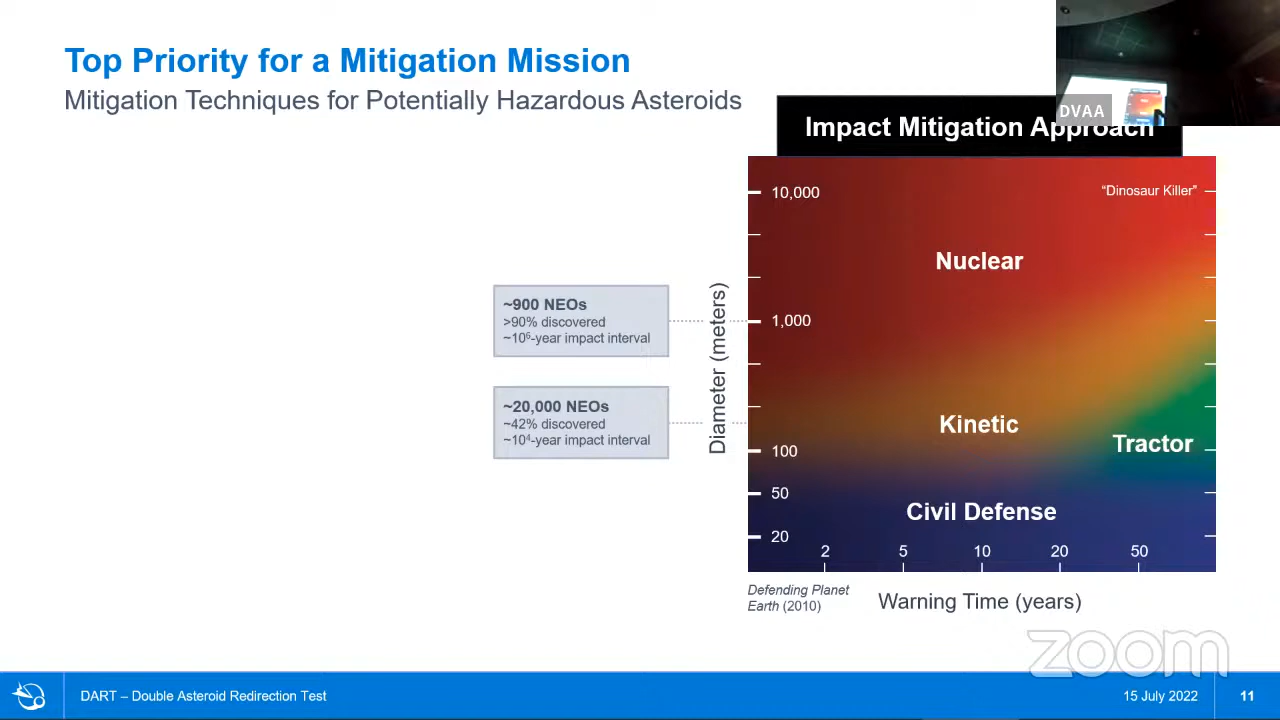 Top Priority for a Mitigation Mission
Mitigation Techniques for Potentially Hazardous Asteroids
DVAA
Impact Mitigation Approach
10,000
"Dinosaur Killer"
Nuclear
~900 NEOs
>90% discovered
~10⁶-year impact interval
1,000
Diameter (meters)
~20,000 NEOs
~42% discovered
~10⁴-year impact interval
Kinetic
Tractor
100
50
Civil Defense
20
2 5 10 20 50
Defending Planet
Earth (2010)
Warning Time (years)
zoom
DART – Double Asteroid Redirection Test
15 July 2022
11